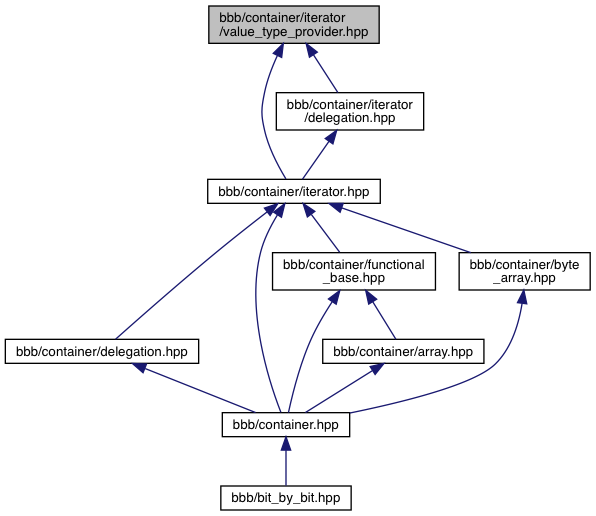 bbb/container/iterator
/value_type_provider.hpp
bbb/container/iterator
/delegation.hpp
bbb/container/iterator.hpp
bbb/container/functional
_base.hpp
bbb/container/byte
_array.hpp
bbb/container/delegation.hpp
bbb/container/array.hpp
bbb/container.hpp
bbb/bit_by_bit.hpp